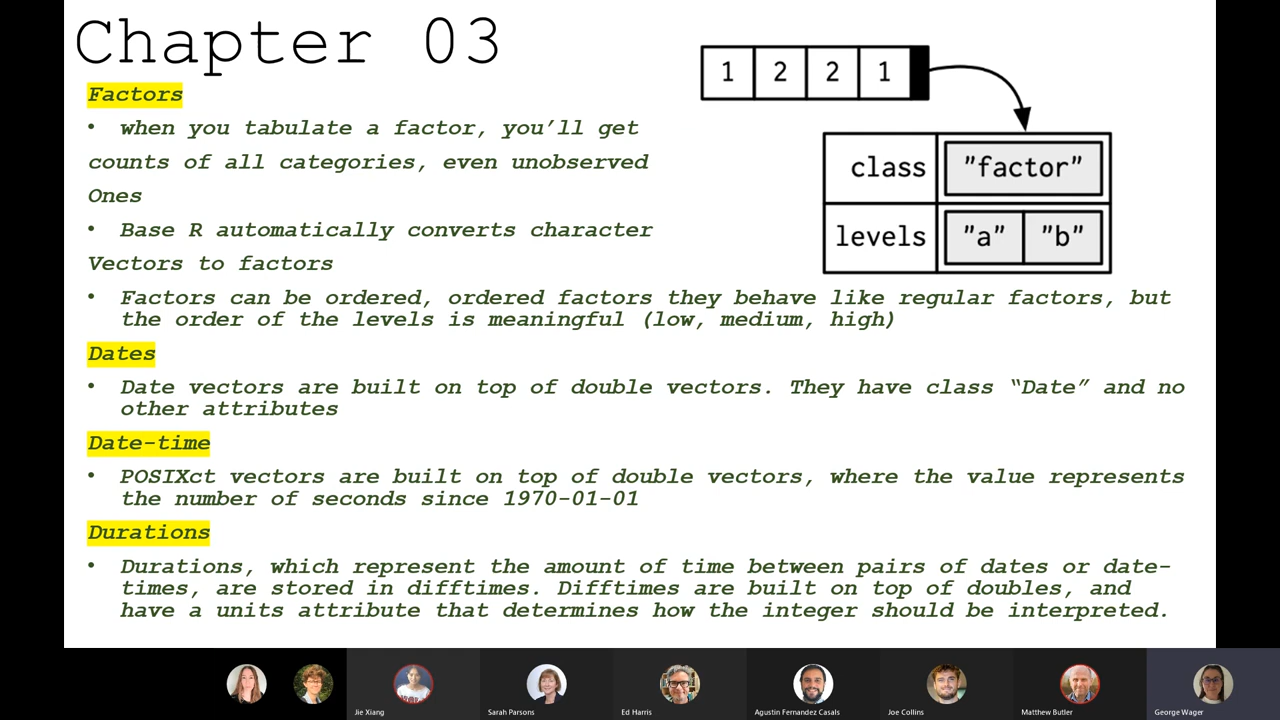 Chapter 03
Factors
• when you tabulate a factor, you’ll get
counts of all categories, even unobserved
Ones
• Base R automatically converts character
Vectors to factors
• Factors can be ordered, ordered factors they behave like regular factors, but
the order of the levels is meaningful (low, medium, high)
1 2 2 1
class "factor"
levels "a" "b"
Dates
• Date vectors are built on top of double vectors. They have class “Date” and no
other attributes
Date-time
• POSIXct vectors are built on top of double vectors, where the value represents
the number of seconds since 1970-01-01
Durations
• Durations, which represent the amount of time between pairs of dates or date-
times, are stored in difftimes. Difftimes are built on top of doubles, and
have a units attribute that determines how the integer should be interpreted.
Jie Xiang
Sarah Parsons
Ed Harris
Agustin Fernandez Casals
Joe Collins
Matthew Butler
George Wager